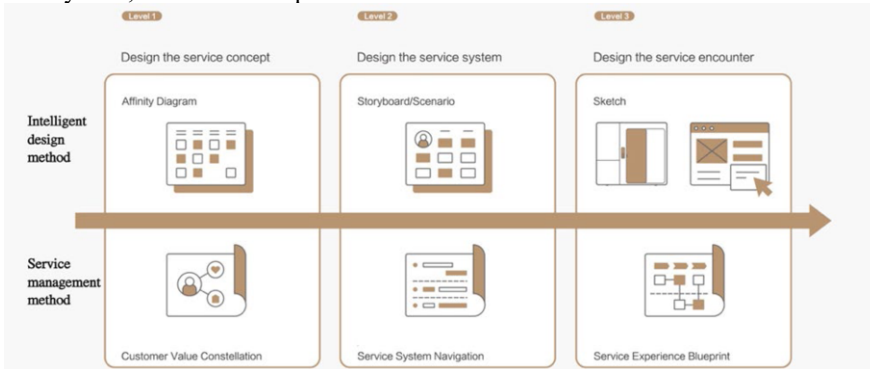 Level 1
Level 2
Level 3
Design the service concept
Design the service system
Design the service encounter
Affinity Diagram
Storyboard/Scenario
Sketch
Intelligent
design
method
Service
management
method
Customer Value Constellation
Service System Navigation
Service Experience Blueprint